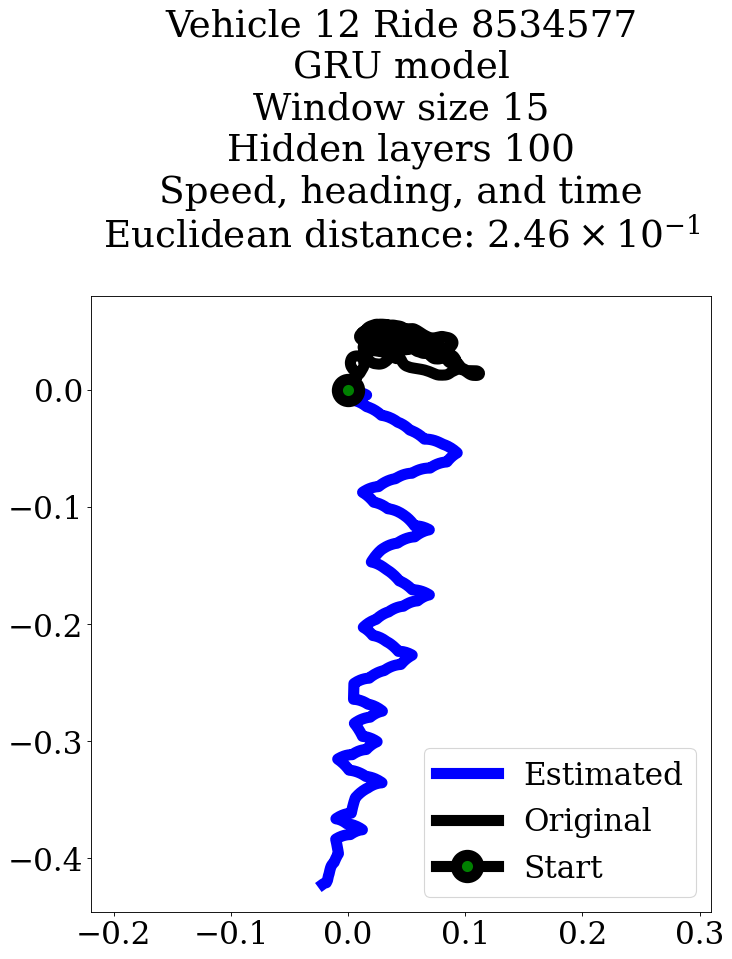 Vehicle 12 Ride 8534577
GRU model
Window size 15
Hidden layers 100
Speed, heading, and time
Euclidean distance: 2.46 × 10⁻¹
0.0
−0.1
−0.2
−0.3
−0.4
Estimated
Original
Start
−0.2 −0.1 0.0 0.1 0.2 0.3